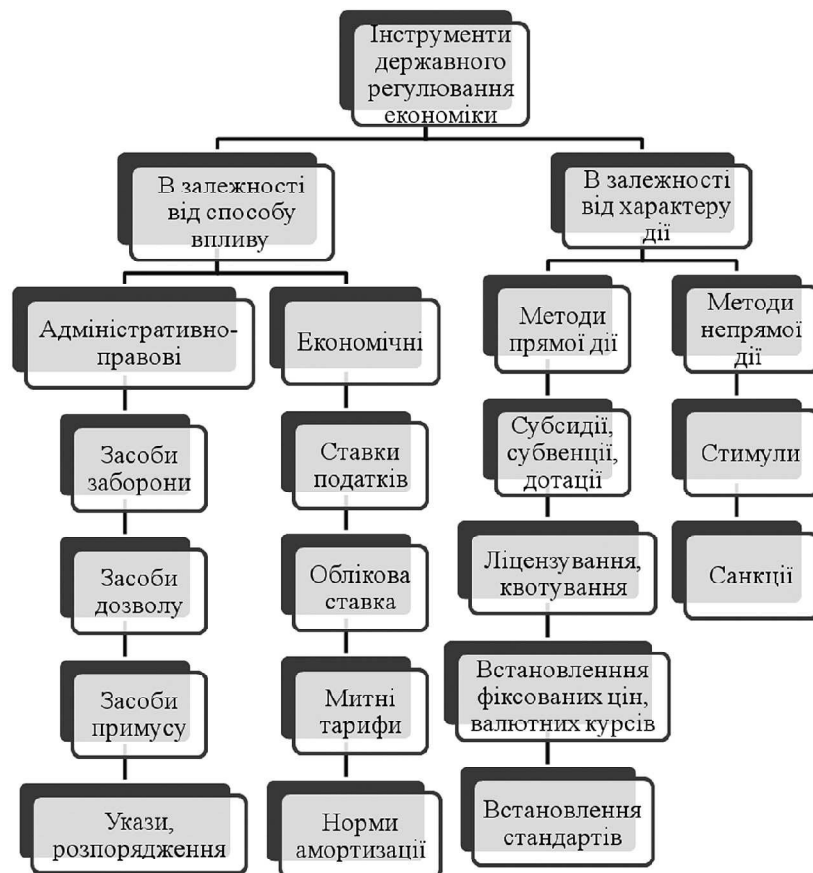 Інструменти
державного
регулювання
економіки
В залежності
від способу
впливу
В залежності
від характеру
дії
Адміністративно-
правові
Економічні
Методи
прямої дії
Методи
непрямої
дії
Засоби
заборони
Ставки
податків
Субсидії,
субвенції,
дотації
Стимули
Засоби
дозволу
Облікова
ставка
Ліцензування,
квотування
Санкції
Засоби
примусу
Митні
тарифи
Встановленння
фіксованих цін,
валютних курсів
Укази,
розпорядження
Норми
амортизації
Встановлення
стандартів